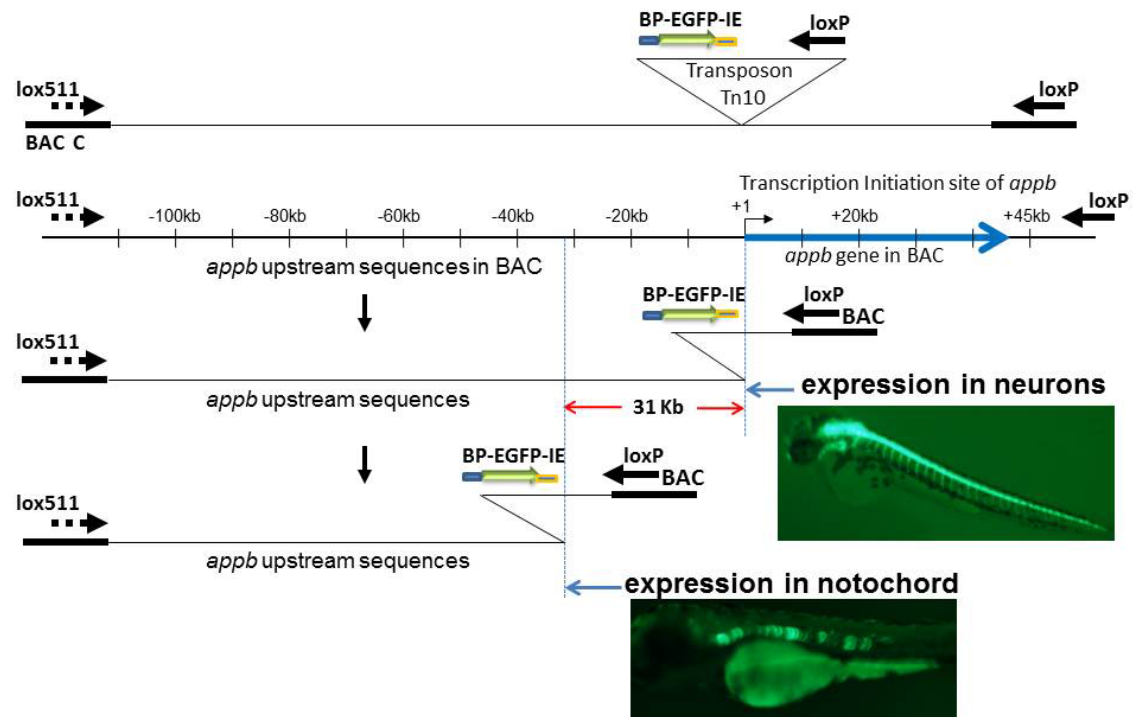 BP-EGFP-IE
loxP
Transposon
Tn10
lox511
loxP
BAC C
Transcription Initiation site of appb
lox511
loxP
-100kb -80kb -60kb -40kb -20kb +1 +20kb +45kb
appb upstream sequences in BAC
appb gene in BAC
BP-EGFP-IE
loxP
BAC
lox511
appb upstream sequences
31 Kb
expression in neurons
BP-EGFP-IE
loxP
BAC
lox511
appb upstream sequences
expression in notochord